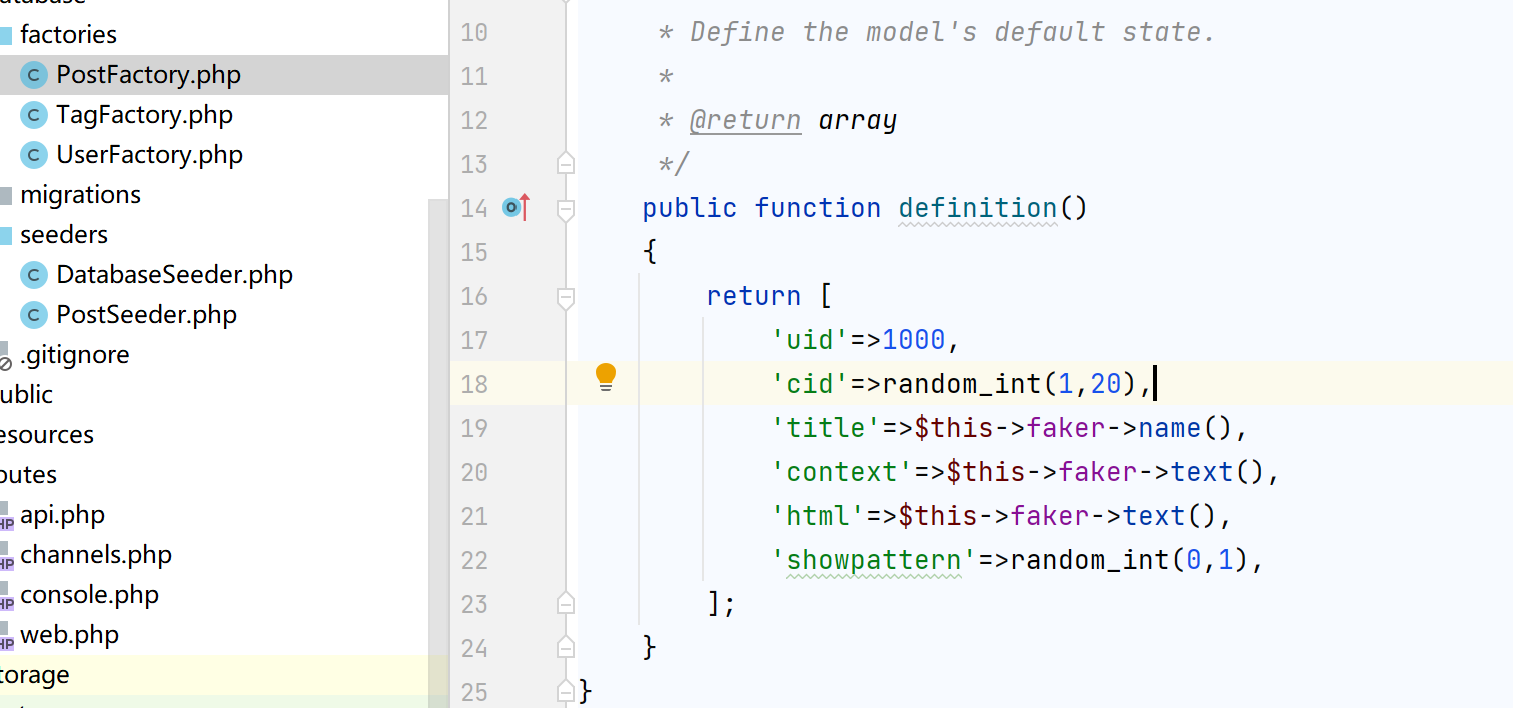 factories
PostFactory.php
TagFactory.php
UserFactory.php
migrations
seeders
DatabaseSeeder.php
PostSeeder.php
.gitignore
ublic
esources
outes
api.php
channels.php
console.php
web.php
torage
10 * Define the model's default state.
11 *
12 * @return array
13 */
14 public function definition()
15 {
16 return [
17 'uid'=>1000,
18 'cid'=>random_int(1,20),
19 'title'=>$this->faker->name(),
20 'context'=>$this->faker->text(),
21 'html'=>$this->faker->text(),
22 'showpattern'=>random_int(0,1),
23 ];
24 }
25 }